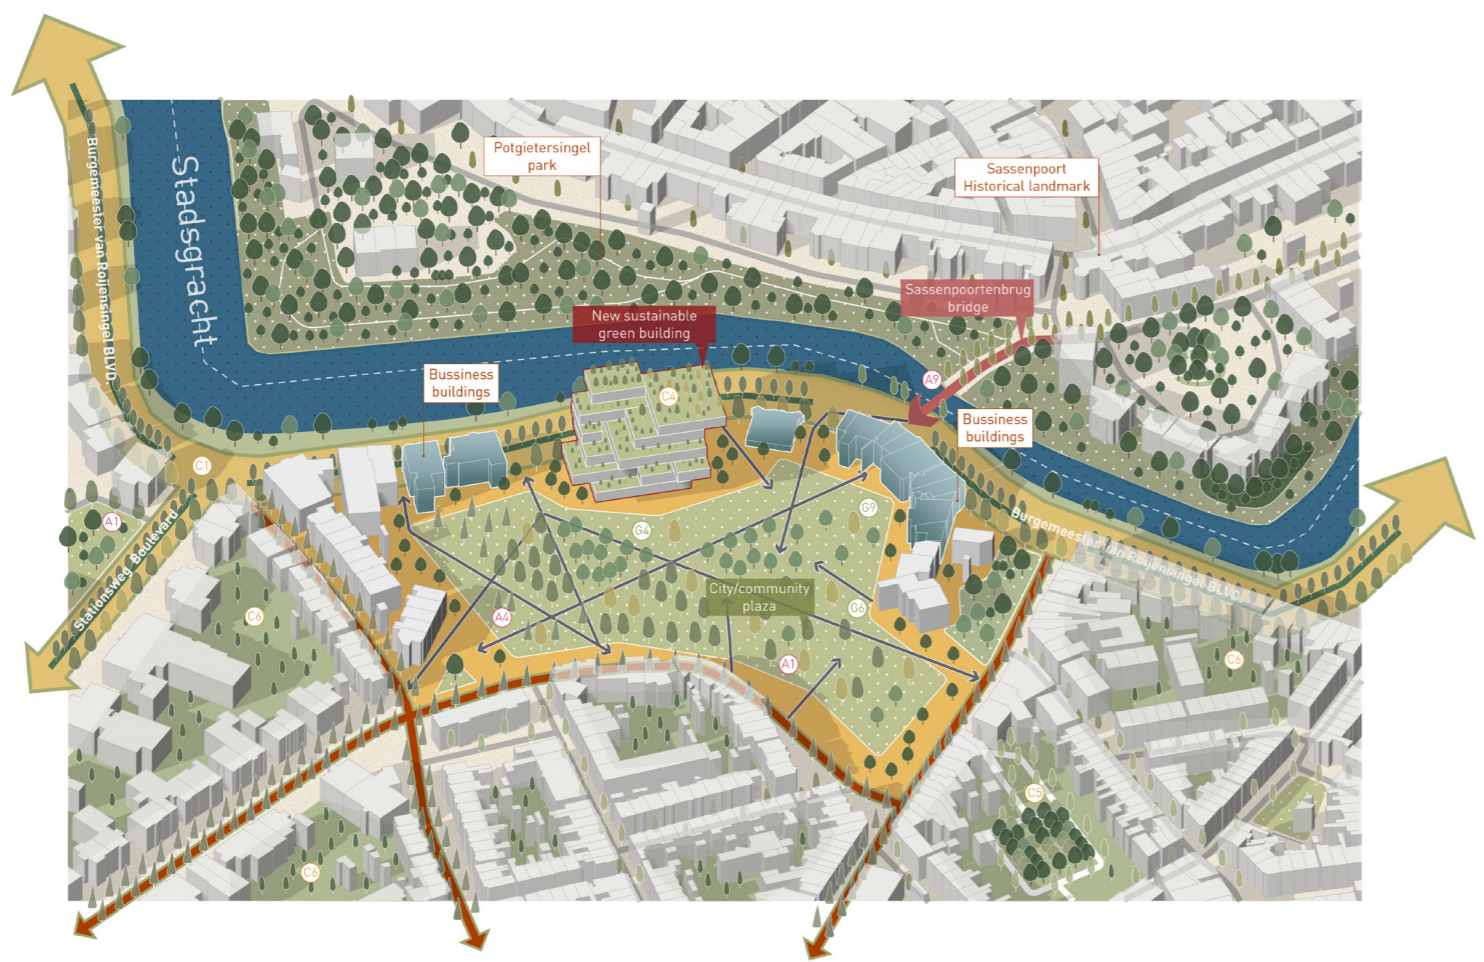 Potgietersingel
park
Sassenpoort
Historical landmark
Stadsgracht
Burgemeester van Roijensingel BLVD.
Sassenpoortenbrug
bridge
New sustainable
green building
Bussiness
buildings
A9
C4
Bussiness
buildings
C1
A1
Stationsweg Boulevard
G4
G9
Burgemeester van Roijensingel BLVD.
City/community
plaza
G6
C6
A4
A1
C6
C5
C6